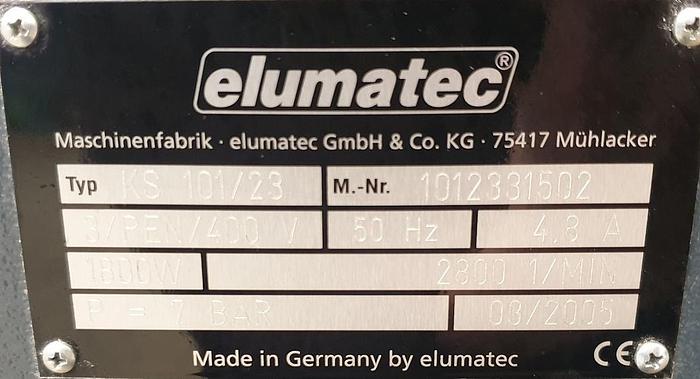 elumatec®
Maschinenfabrik · elumatec GmbH & Co. KG · 75417 Mühlacker
Typ KS 101/23 M.-Nr. 1012331502
3/PEN/400 V 50 Hz 4.8 A
1800W 2800 1/MIN
P = 7 BAR 08/2005
Made in Germany by elumatec CE